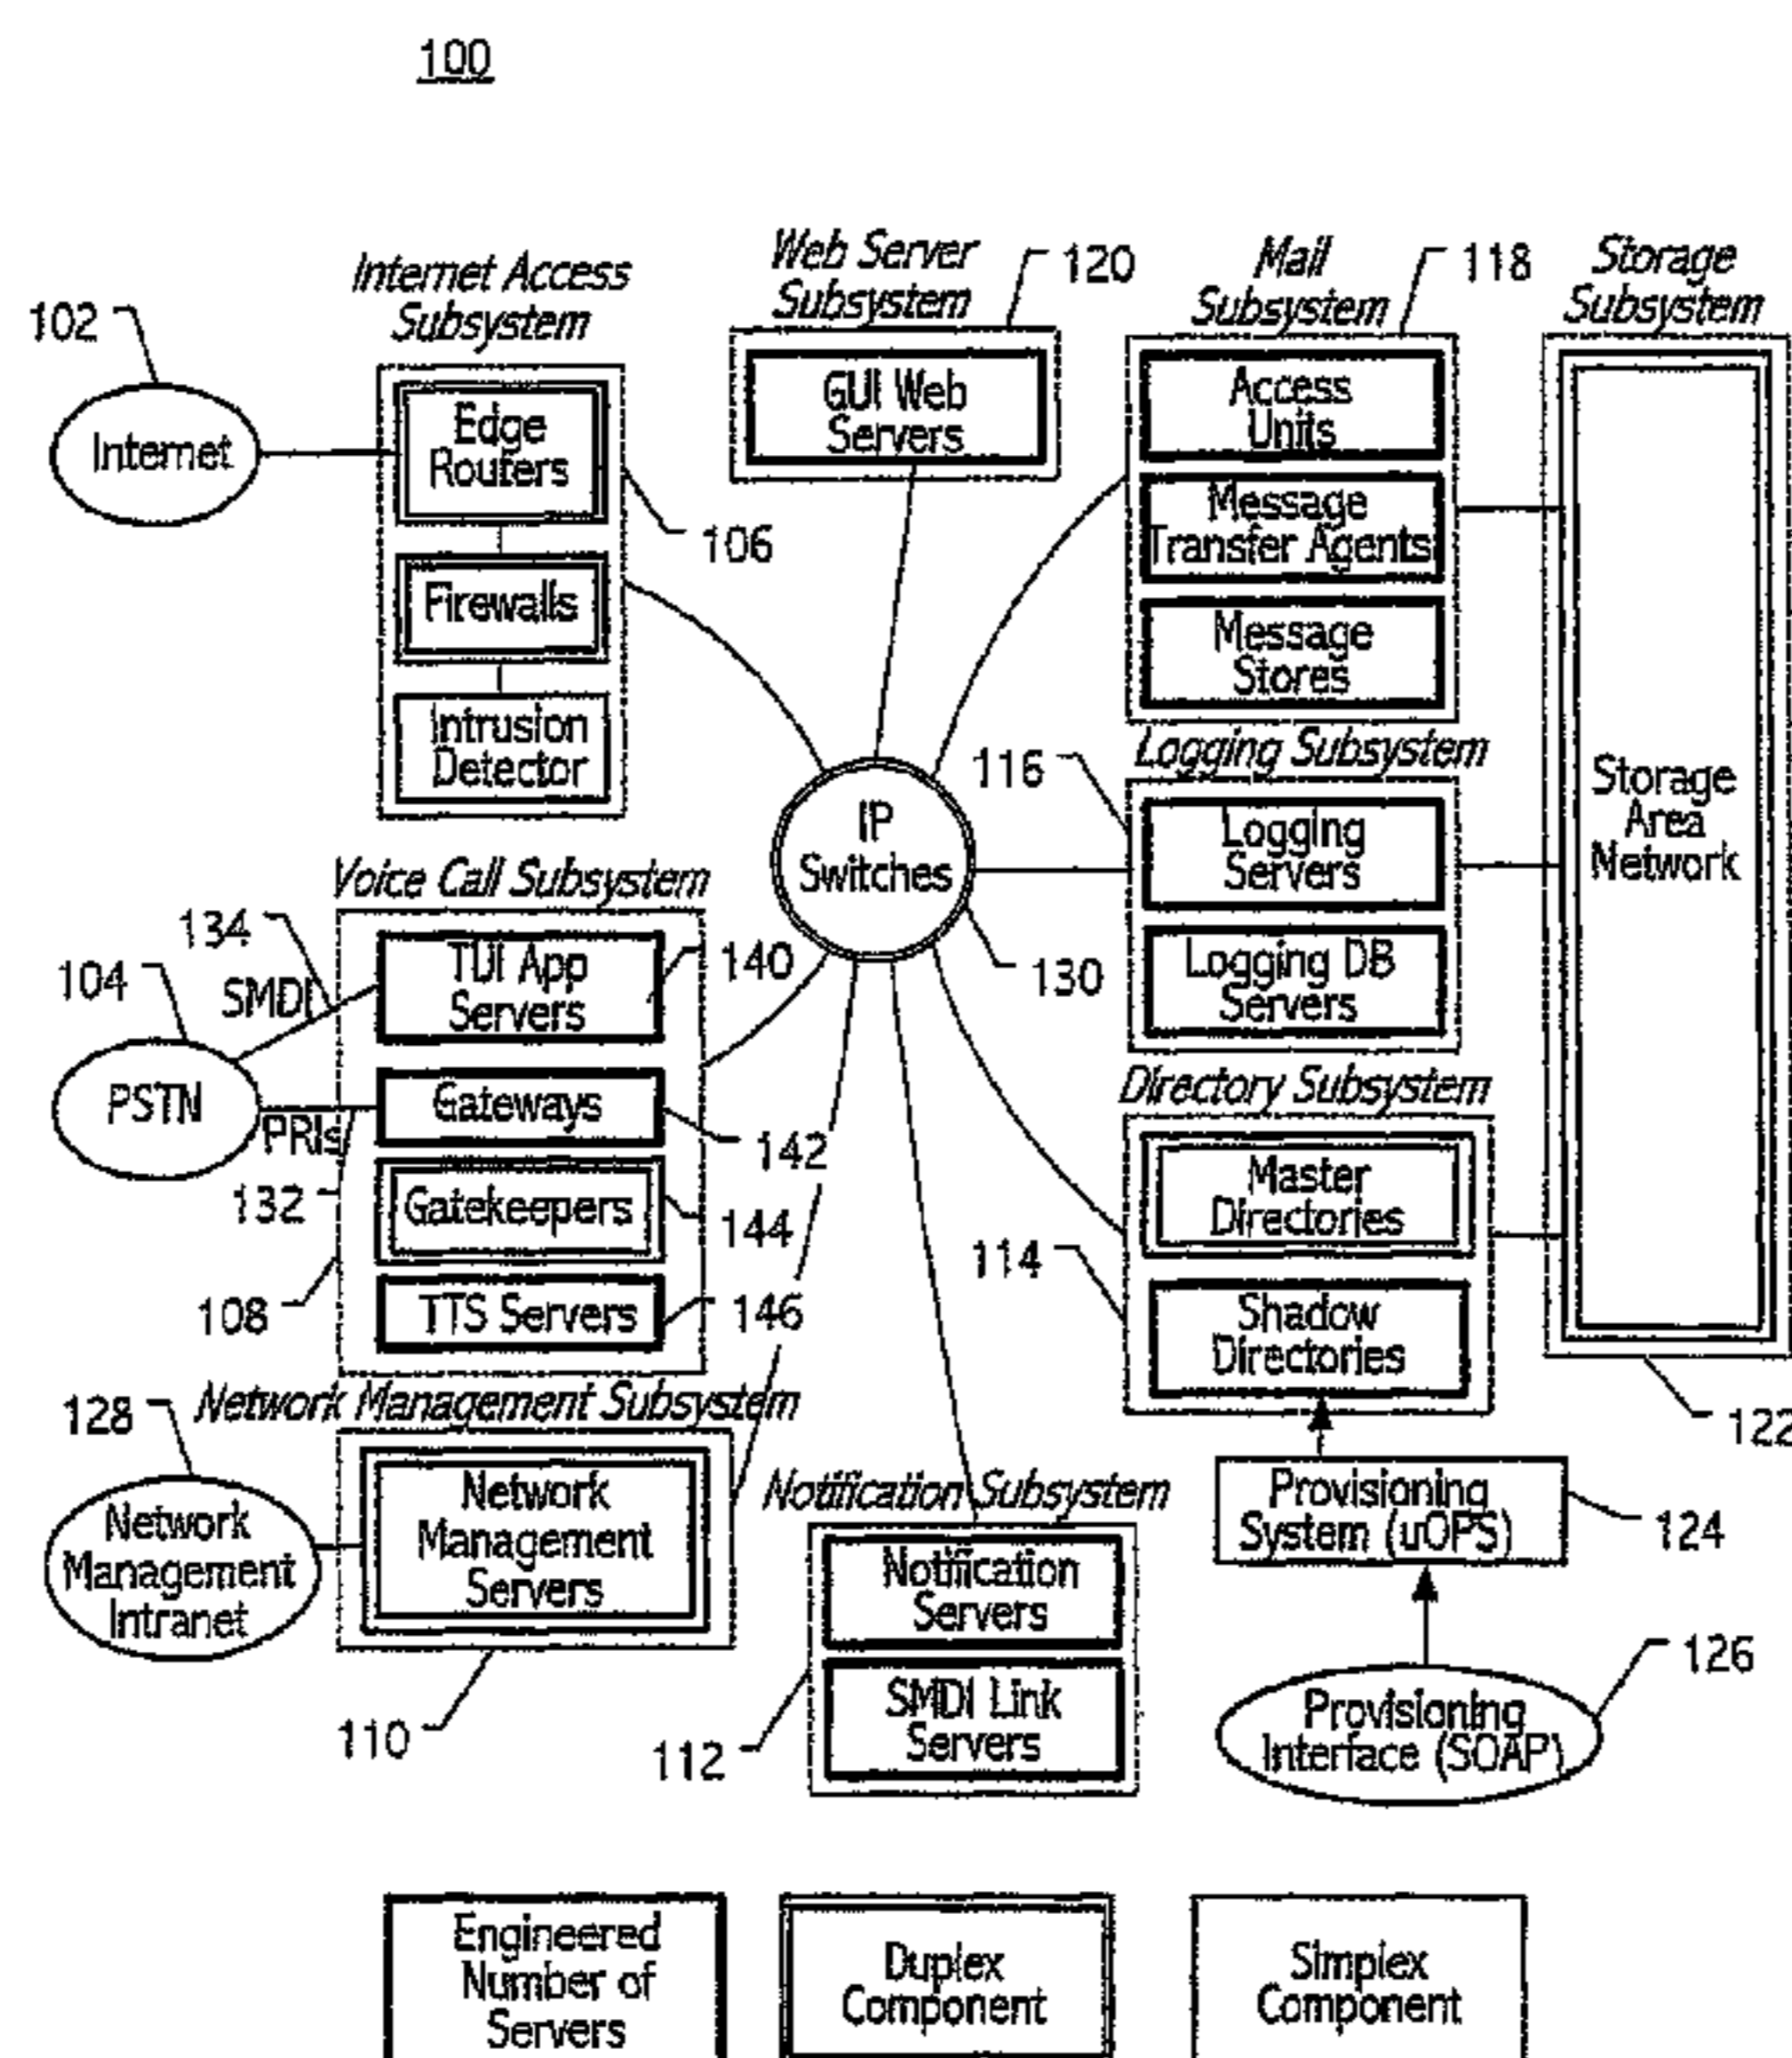 100
Internet Access
Subsystem
Web Server
Subsystem
120
Mail
Subsystem
118
Storage
Subsystem
102
Internet
Edge
Routers
106
Firewalls
Intrusion
Detector
GUI Web
Servers
Access
Units
Message
Transfer Agents
Message
Stores
Storage
Area
Network
IP
Switches
130
116
Logging Subsystem
Logging
Servers
Logging DB
Servers
Voice Call Subsystem
134
SMDI
104
PSTN
PRIs
132
108
TUI App
Servers
140
Gateways
142
Gatekeepers
144
TTS Servers
146
Directory Subsystem
Master
Directories
114
Shadow
Directories
122
Network Management Subsystem
128
Network
Management
Intranet
Network
Management
Servers
110
Notification Subsystem
Notification
Servers
SMDI Link
Servers
112
Provisioning
System (uOPS)
124
126
Provisioning
Interface (SOAP)
Engineered
Number of
Servers
Duplex
Component
Simplex
Component